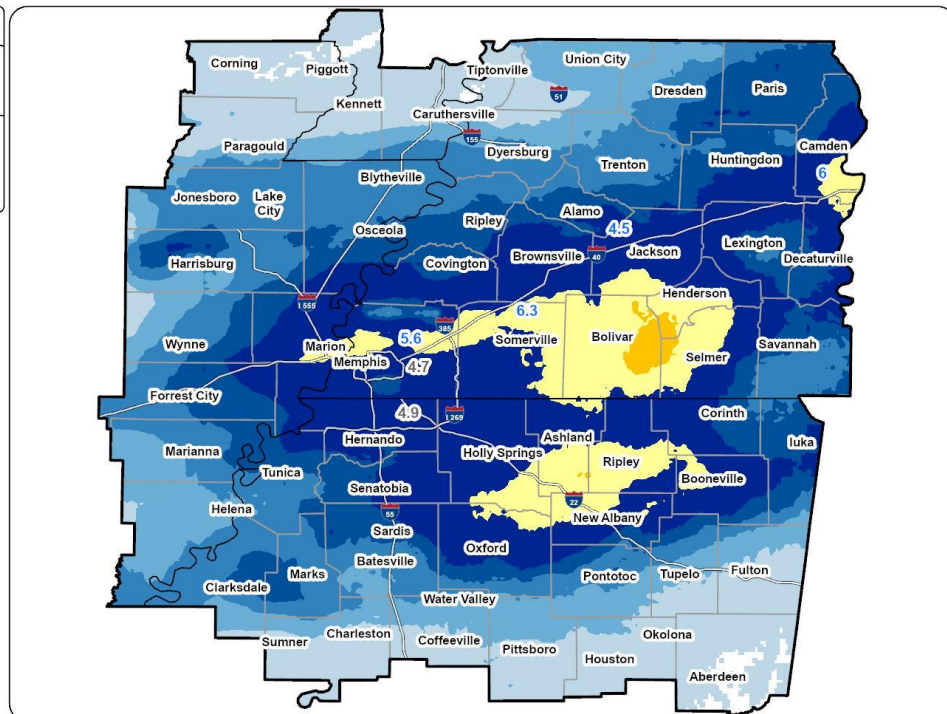 Union City
Corning
Piggott
Tiptonville
51
Dresden
Paris
Kennett
Caruthersville
155
Paragould
Dyersburg
Camden
Trenton
Huntingdon
6
Blytheville
Jonesboro
Lake
City
Alamo
Ripley
4.5
Osceola
Lexington
Jackson
Brownsville
40
Harrisburg
Covington
Decaturville
I 555
Henderson
6.3
385
5.6
Somerville
Bolivar
Wynne
Marion
Savannah
Memphis
4.7
Selmer
Forrest City
4.9
I 269
Corinth
Hernando
Ashland
Iuka
Marianna
Holly Springs
Ripley
Tunica
Booneville
Senatobia
22
Helena
55
New Albany
Sardis
Oxford
Batesville
Marks
Pontotoc
Tupelo
Fulton
Clarksdale
Water Valley
Charleston
Okolona
Sumner
Coffeeville
Pittsboro
Houston
Aberdeen